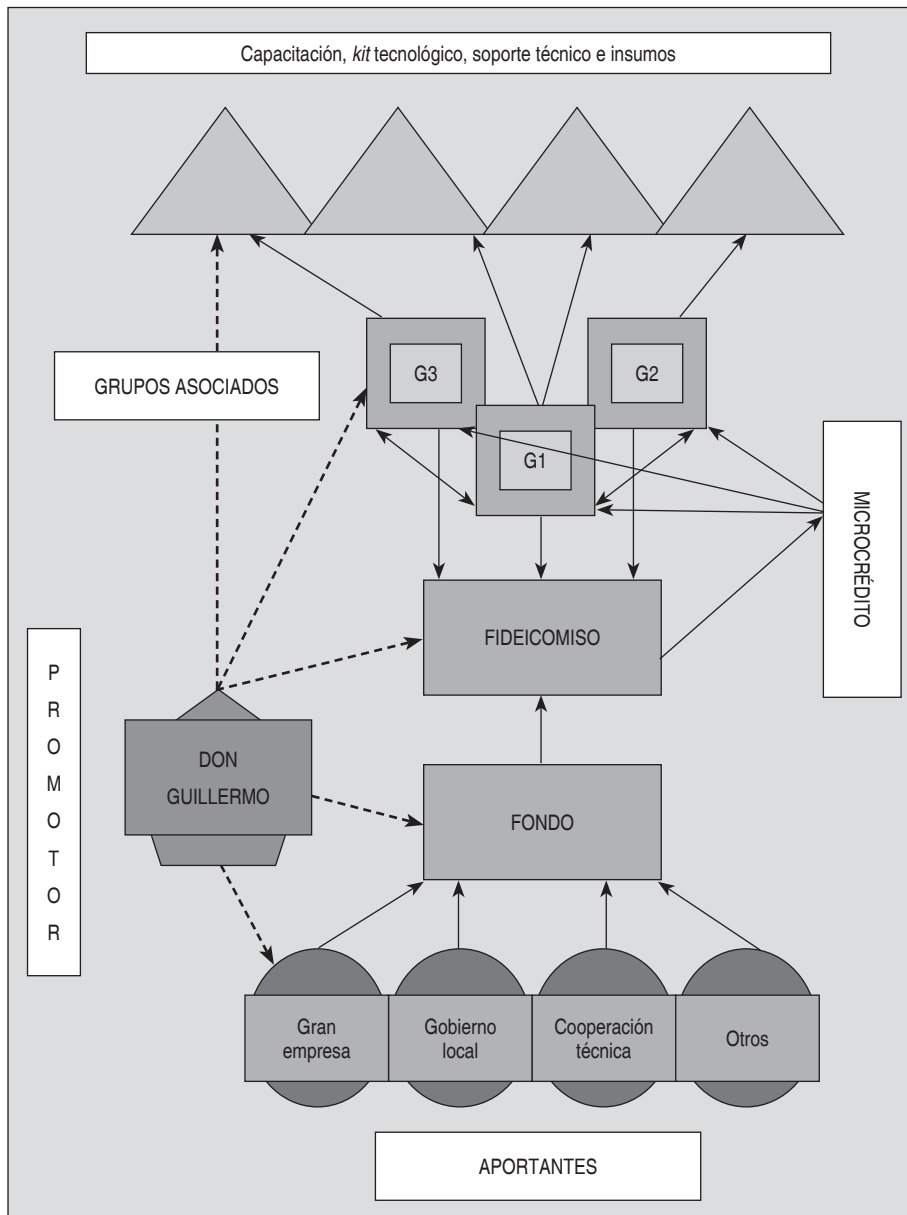 Capacitación, kit tecnológico, soporte técnico e insumos
GRUPOS ASOCIADOS
G3
G2
G1
MICROCRÉDITO
FIDEICOMISO
PROMOTOR
DON
GUILLERMO
FONDO
Gran
empresa
Gobierno
local
Cooperación
técnica
Otros
APORTANTES